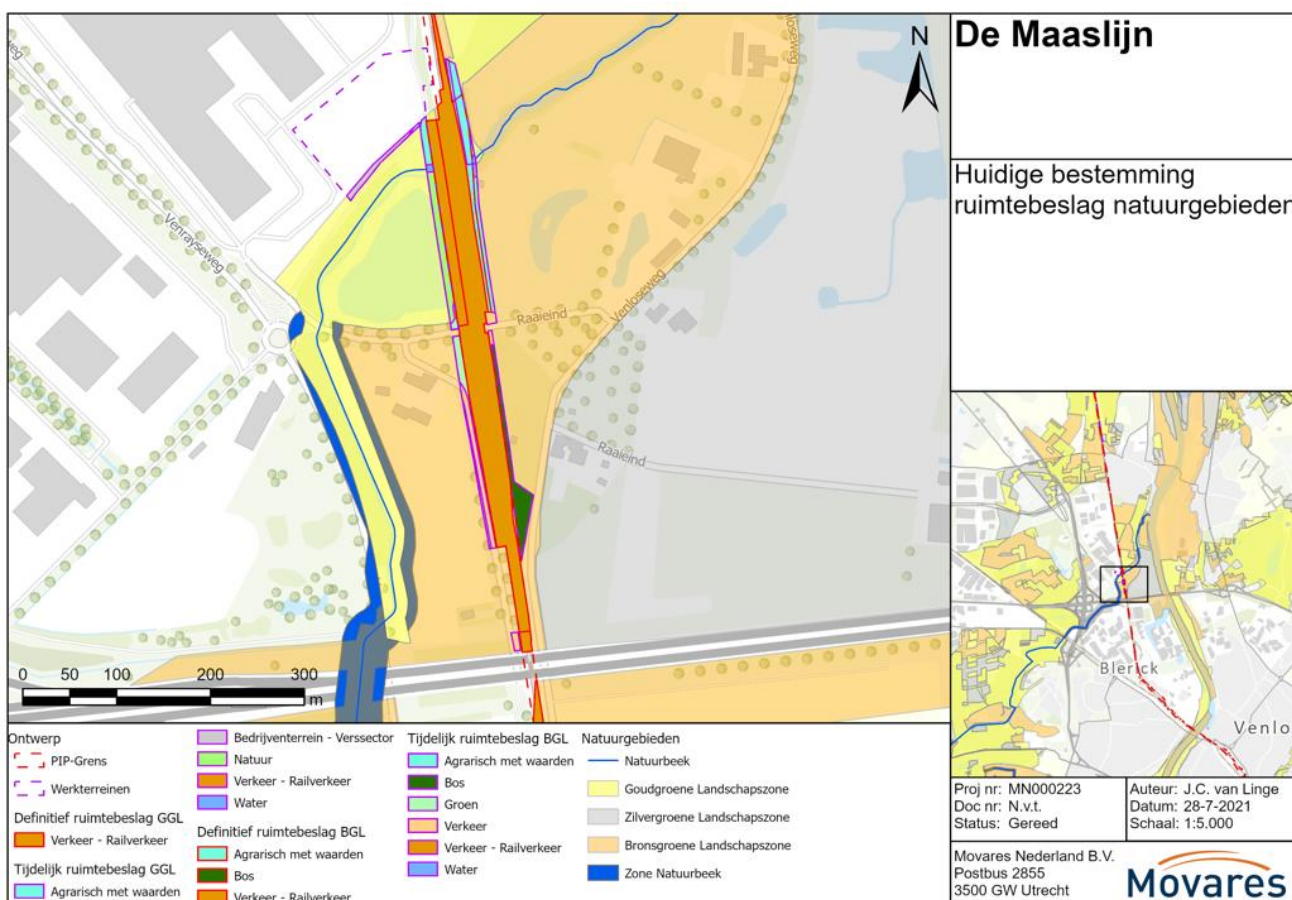 weg
Venrayseweg
Venloseweg
N
Raaieind
Venloseweg
Raaieind
0 50 100 200 300
m
De Maaslijn
Huidige bestemming
ruimtebeslag natuurgebieden
Blerick
Venlo
Ontwerp
PIP-Grens
Werkterreinen
Definitief ruimtebeslag GGL
Verkeer - Railverkeer
Tijdelijk ruimtebeslag GGL
Agrarisch met waarden
Bedrijventerrein - Verssector
Natuur
Verkeer - Railverkeer
Water
Definitief ruimtebeslag BGL
Agrarisch met waarden
Bos
Verkeer - Railverkeer
Tijdelijk ruimtebeslag BGL
Agrarisch met waarden
Bos
Groen
Verkeer
Verkeer - Railverkeer
Water
Natuurgebieden
Natuurbeek
Goudgroene Landschapszone
Zilvergroene Landschapszone
Bronsgroene Landschapszone
Zone Natuurbeek
Proj nr: MN000223
Doc nr: N.v.t.
Status: Gereed
Auteur: J.C. van Linge
Datum: 28-7-2021
Schaal: 1:5.000
Movares Nederland B.V.
Postbus 2855
3500 GW Utrecht
Movares